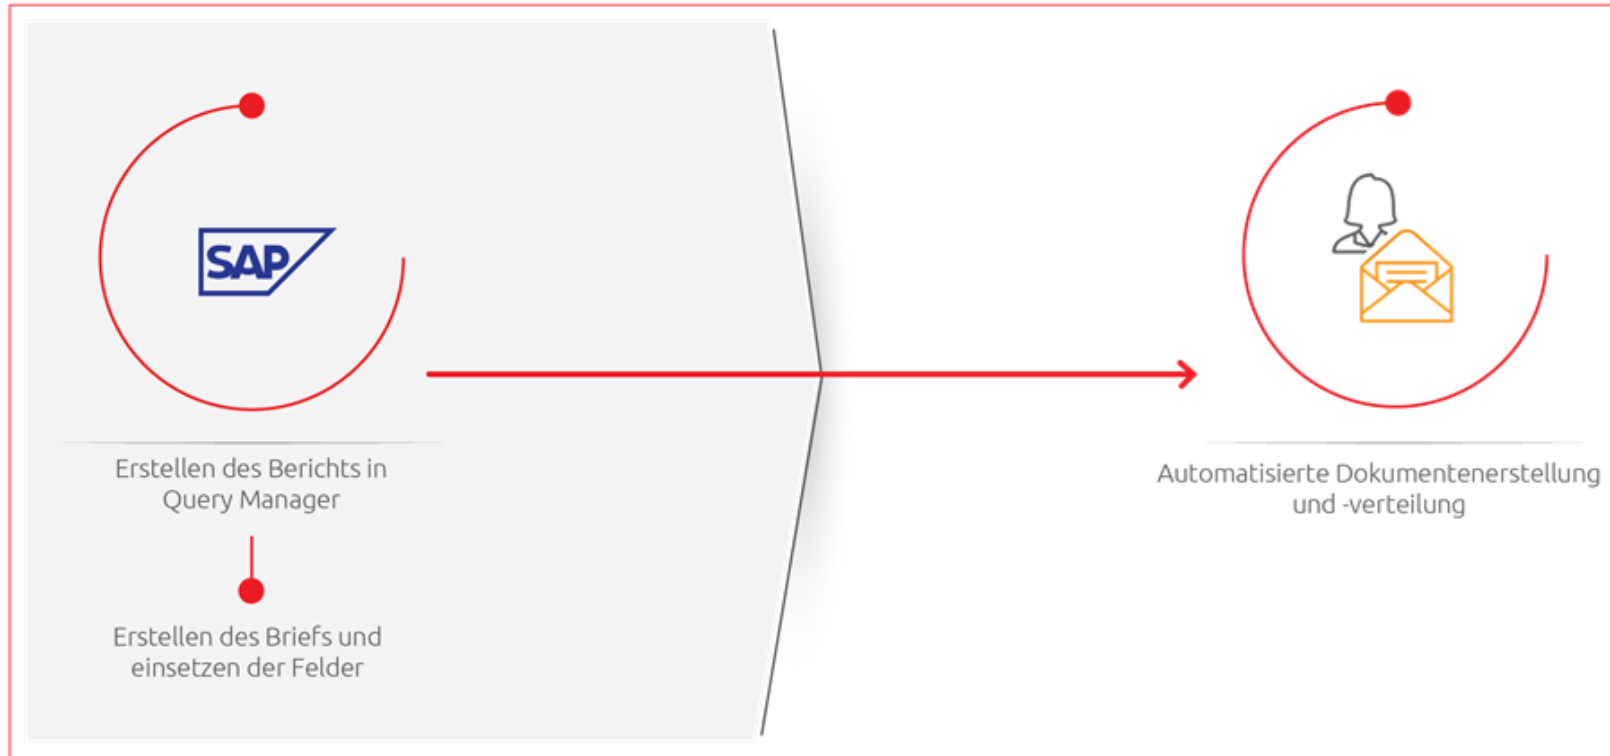 SAP
Erstellen des Berichts in
Query Manager
Erstellen des Briefs und
einsetzen der Felder
Automatisierte Dokumentenerstellung
und -verteilung